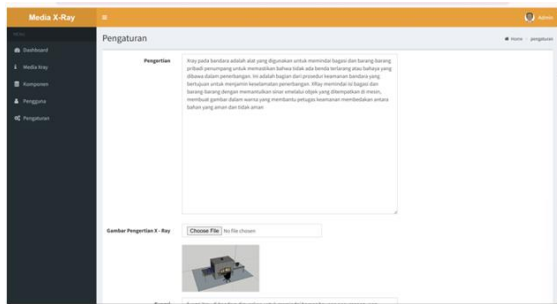 Media X-Ray
Admin
MENU
Pengaturan
Home > pengaturan
Dashboard
Media Xray
Komponen
Pengguna
Pengaturan
Pengertian
Xray pada bandara adalah alat yang digunakan untuk memindai bagasi dan barang-barang
pribadi penumpang untuk memastikan bahwa tidak ada benda terlarang atau bahaya yang
dibawa dalam penerbangan. Ini adalah bagian dari prosedur keamanan bandara yang
bertujuan untuk menjamin keselamatan penerbangan. XRay memindai isi bagasi dan
barang-barang dengan memantulkan sinar xmelalui objek yang ditempatkan di mesin,
membuat gambar dalam warna yang membantu petugas keamanan membedakan antara
bahan yang aman dan tidak aman
Gambar Pengertian X - Ray
Choose File No file chosen